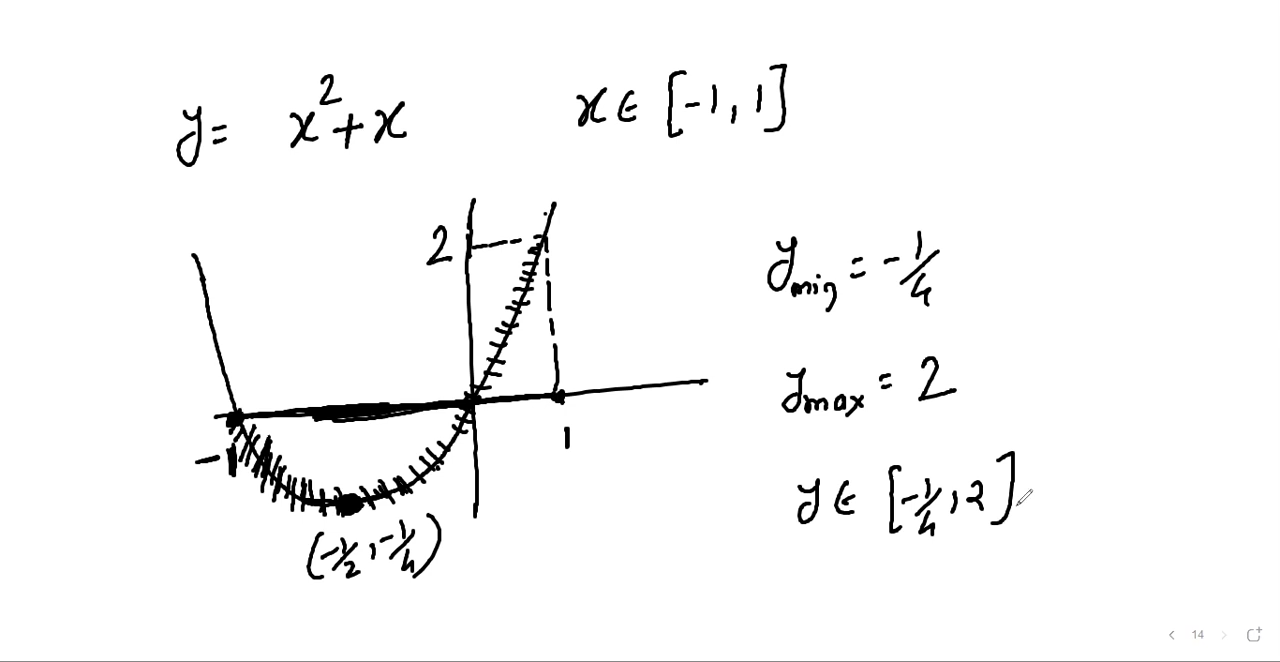 y = x²+x x ∈ [-1, 1]
2
y_min = -1/4
y_max = 2
-1
1
y ∈ [-1/4, 2]
(-1/2, -1/4)
14